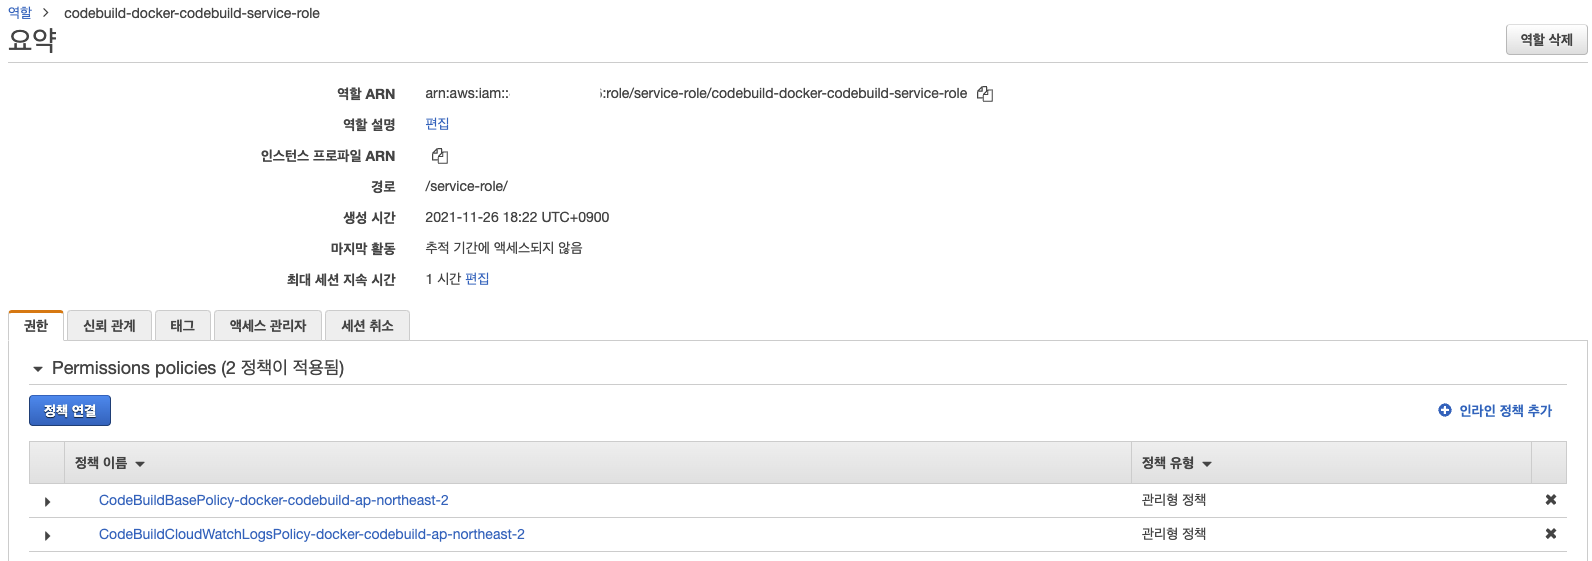 역할 > codebuild-docker-codebuild-service-role
요약
역할 삭제
역할 ARN arn:aws:iam:: :role/service-role/codebuild-docker-codebuild-service-role
역할 설명 편집
인스턴스 프로파일 ARN
경로 /service-role/
생성 시간 2021-11-26 18:22 UTC+0900
마지막 활동 추적 기간에 액세스되지 않음
최대 세션 지속 시간 1 시간 편집
권한 신뢰 관계 태그 액세스 관리자 세션 취소
Permissions policies (2 정책이 적용됨)
정책 연결 인라인 정책 추가
정책 이름 정책 유형
CodeBuildBasePolicy-docker-codebuild-ap-northeast-2 관리형 정책
CodeBuildCloudWatchLogsPolicy-docker-codebuild-ap-northeast-2 관리형 정책